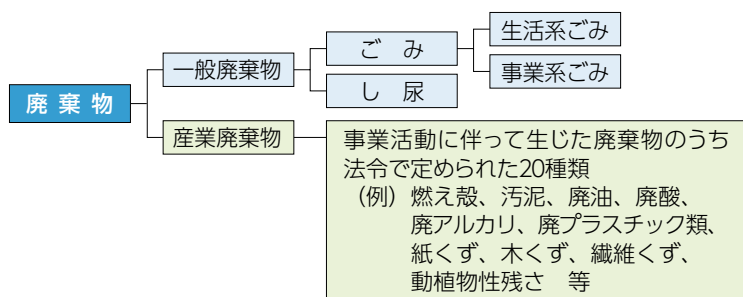 廃棄物
一般廃棄物
ごみ
生活系ごみ
事業系ごみ
し尿
産業廃棄物
事業活動に伴って生じた廃棄物のうち
法令で定められた20種類
(例) 燃え殻、汚泥、廃油、廃酸、
廃アルカリ、廃プラスチック類、
紙くず、木くず、繊維くず、
動植物性残さ 等